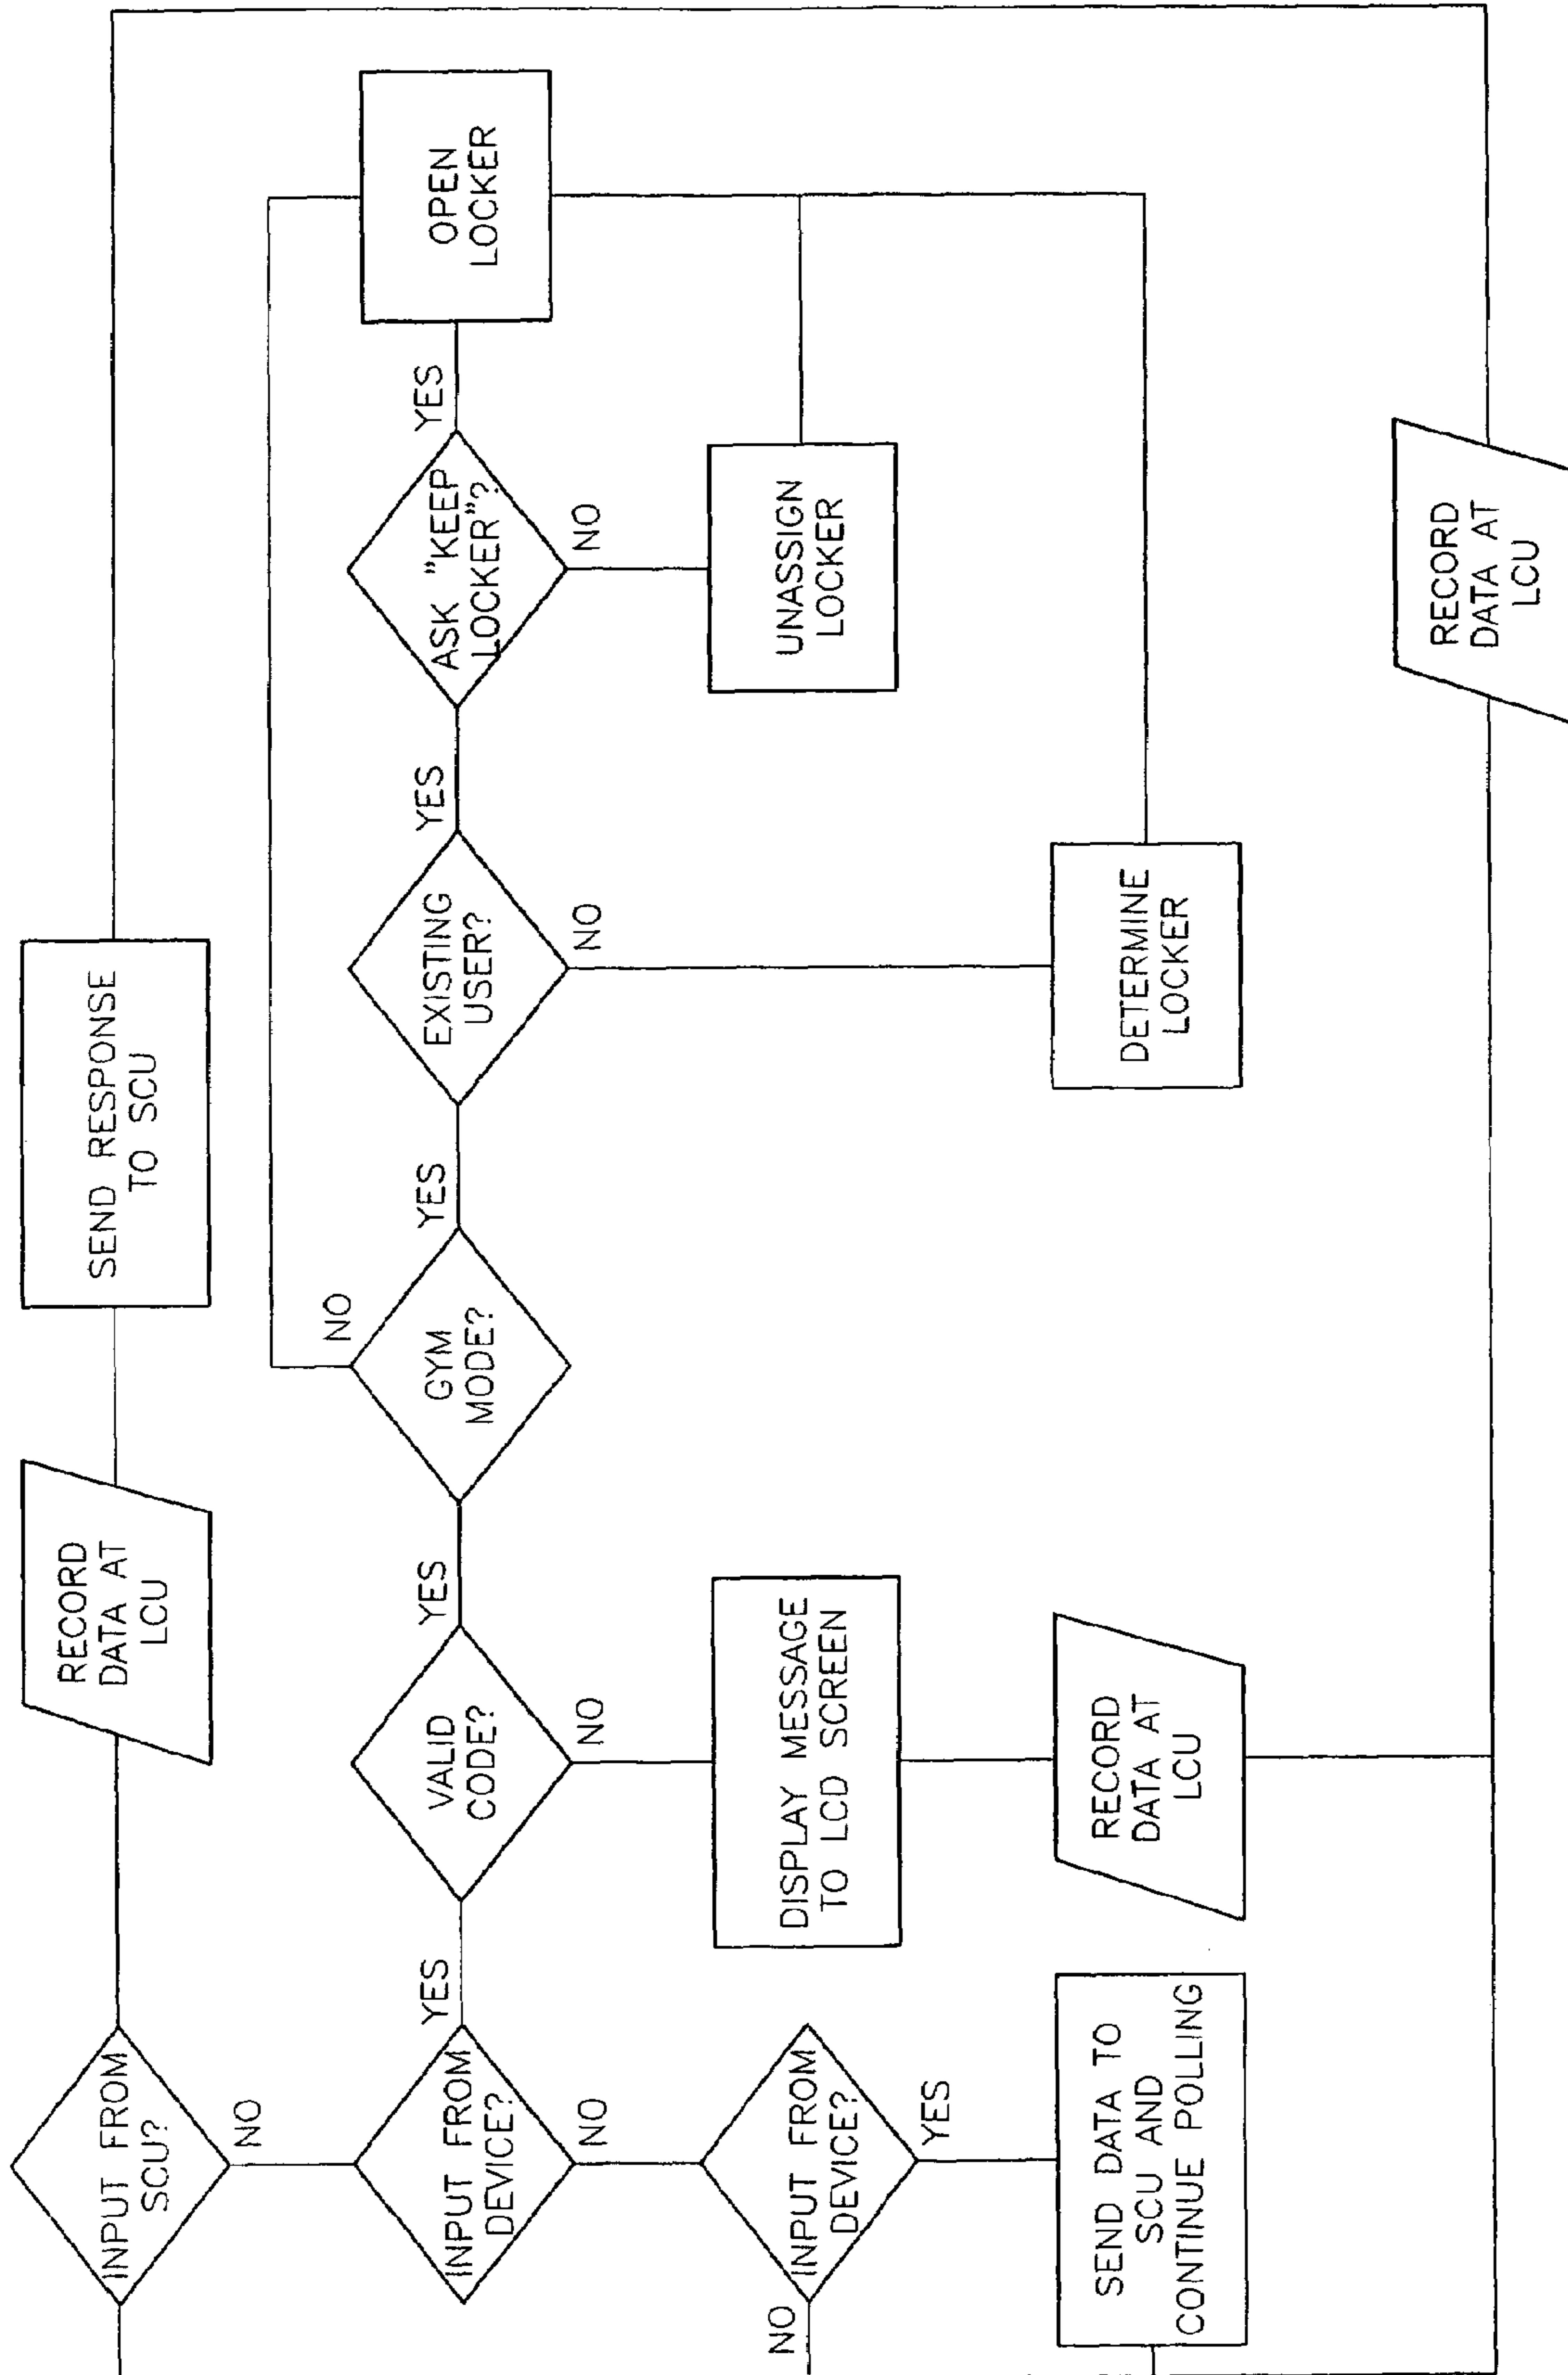 INPUT FROM
SCU?
RECORD
DATA AT
LCU
SEND RESPONSE
TO SCU
NO
INPUT FROM
DEVICE?
YES
VALID
CODE?
YES
GYM
MODE?
NO
YES
EXISTING
USER?
YES
ASK "KEEP
LOCKER"?
YES
OPEN
LOCKER
NO
NO
NO
NO
NO
INPUT FROM
DEVICE?
YES
DISPLAY MESSAGE
TO LCD SCREEN
UNASSIGN
LOCKER
SEND DATA TO
SCU AND
CONTINUE POLLING
RECORD
DATA AT
LCU
DETERMINE
LOCKER
RECORD
DATA AT
LCU